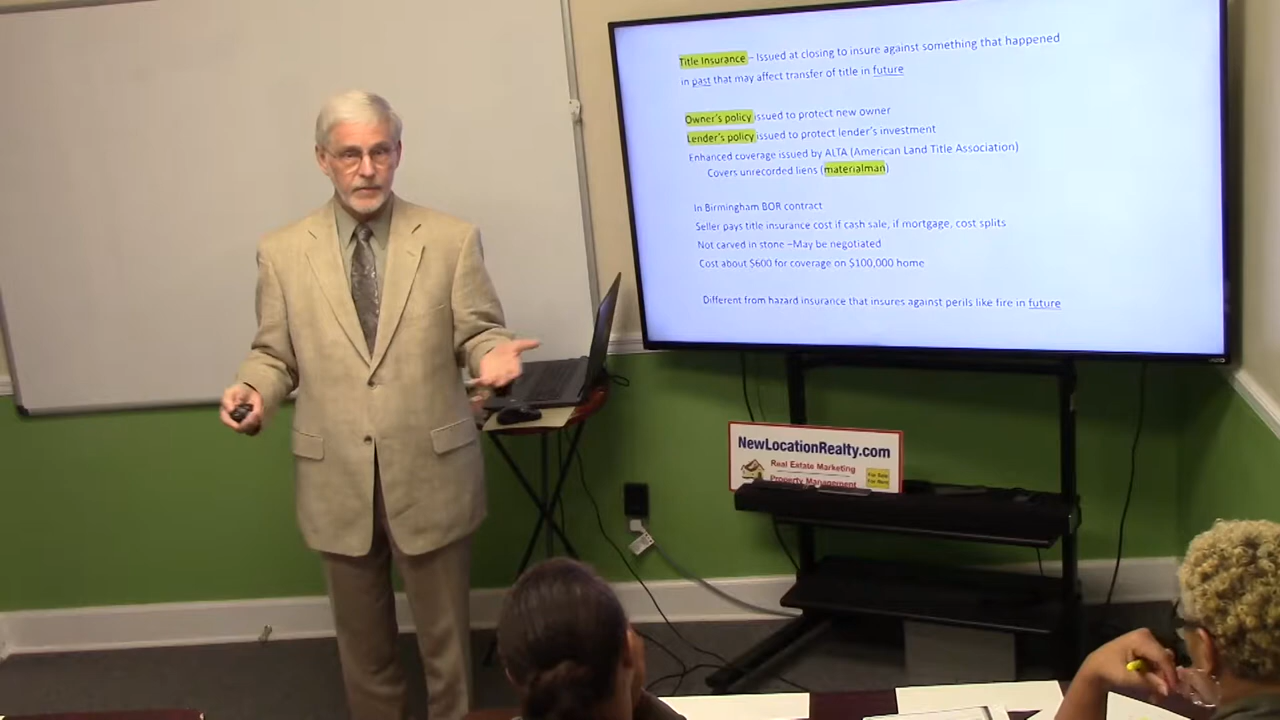 Title Insurance – Issued at closing to insure against something that happened
in past that may affect transfer of title in future
Owner's policy issued to protect new owner
Lender's policy issued to protect lender's investment
Enhanced coverage issued by ALTA (American Land Title Association)
Covers unrecorded liens (materialman)
In Birmingham BOR contract
Seller pays title insurance cost if cash sale, if mortgage, cost splits
Not carved in stone –May be negotiated
Cost about $600 for coverage on $100,000 home
Different from hazard insurance that insures against perils like fire in future
NewLocationRealty.com
Real Estate Marketing
Property Management
For Sale
For Rent